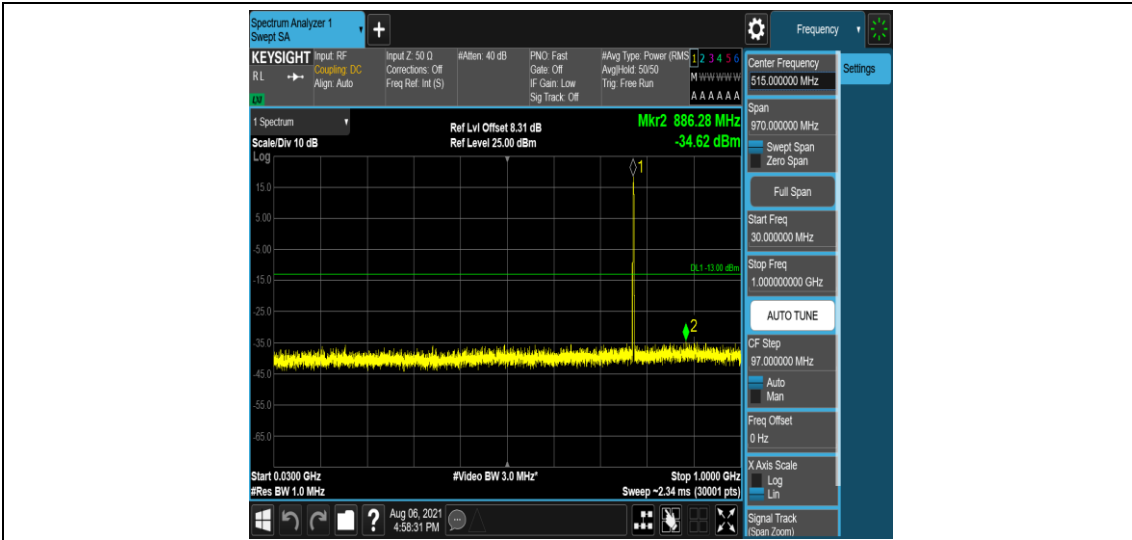 Spectrum Analyzer 1
Swept SA
+
Frequency
KEYSIGHT
Input: RF
Input Z: 50 Ω
#Atten: 40 dB
PNO: Fast
#Avg Type: Power (RMS
1 2 3 4 5 6
RL
Coupling: DC
Corrections: Off
Gate: Off
Avg|Hold: 50/50
M W W W W W
Align: Auto
Freq Ref: Int (S)
IF Gain: Low
Trig: Free Run
Sig Track: Off
A A A A A A
LXI
1 Spectrum
Ref Lvl Offset 8.31 dB
Mkr2 886.28 MHz
Scale/Div 10 dB
Ref Level 25.00 dBm
-34.62 dBm
Log
1
15.0
5.00
-5.00
DL1 -13.00 dBm
-15.0
-25.0
2
-35.0
-45.0
-55.0
-65.0
Start 0.0300 GHz
#Video BW 3.0 MHz*
Stop 1.0000 GHz
#Res BW 1.0 MHz
Sweep ~2.34 ms (30001 pts)
?
Aug 06, 2021
4:58:31 PM
Center Frequency
515.000000 MHz
Settings
Span
970.000000 MHz
Swept Span
Zero Span
Full Span
Start Freq
30.000000 MHz
Stop Freq
1.000000000 GHz
AUTO TUNE
CF Step
97.000000 MHz
Auto
Man
Freq Offset
0 Hz
X Axis Scale
Log
Lin
Signal Track
(Span Zoom)